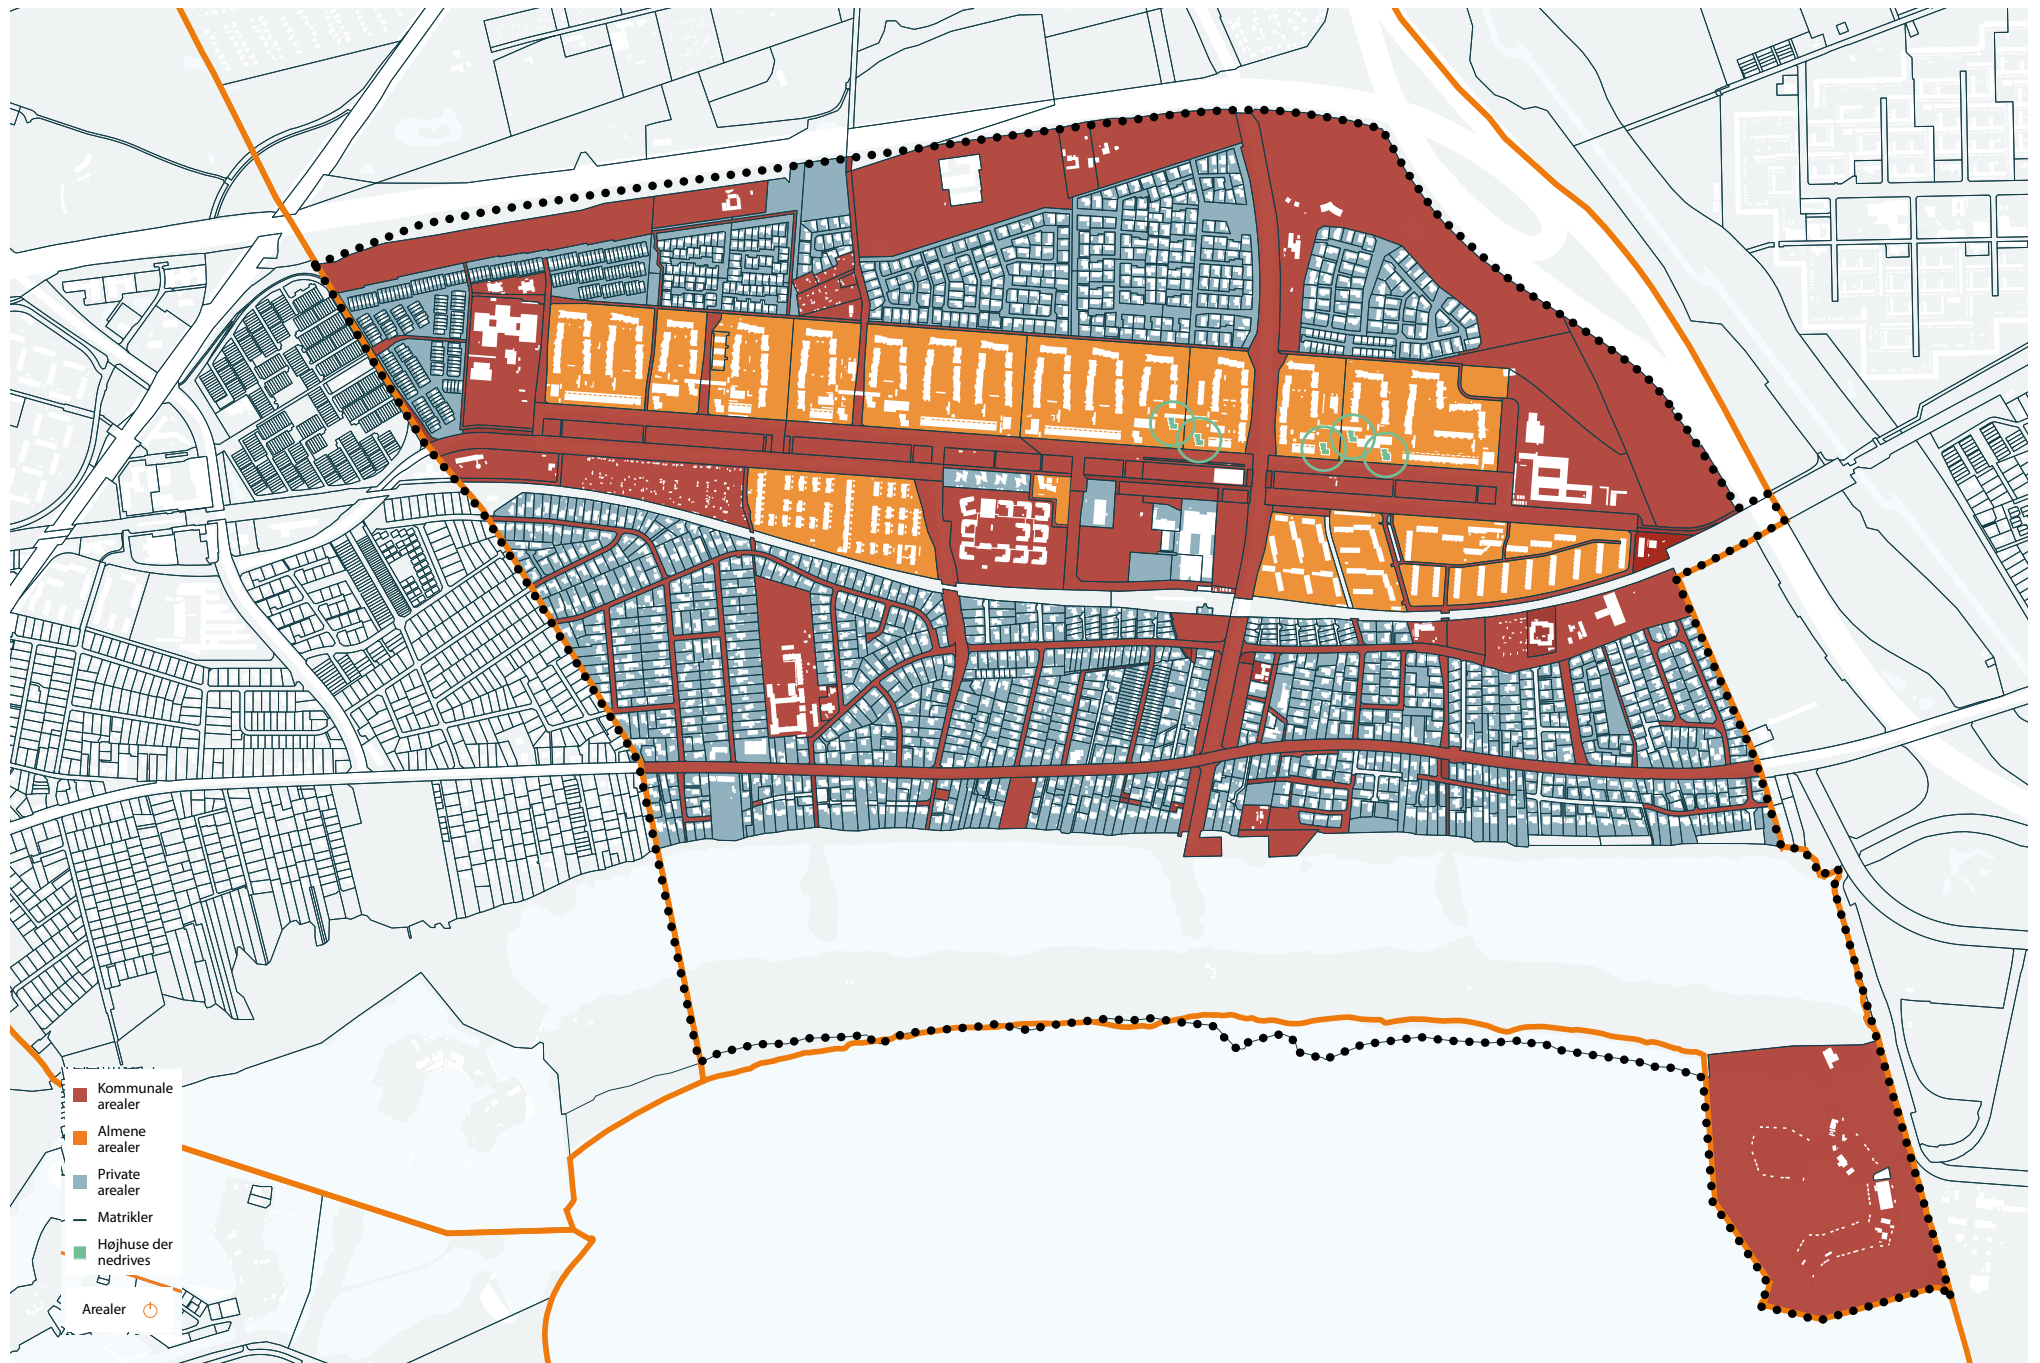 Kommunale
arealer
Almene
arealer
Private
arealer
Matrikler
Højhuse der
nedrives
Arealer